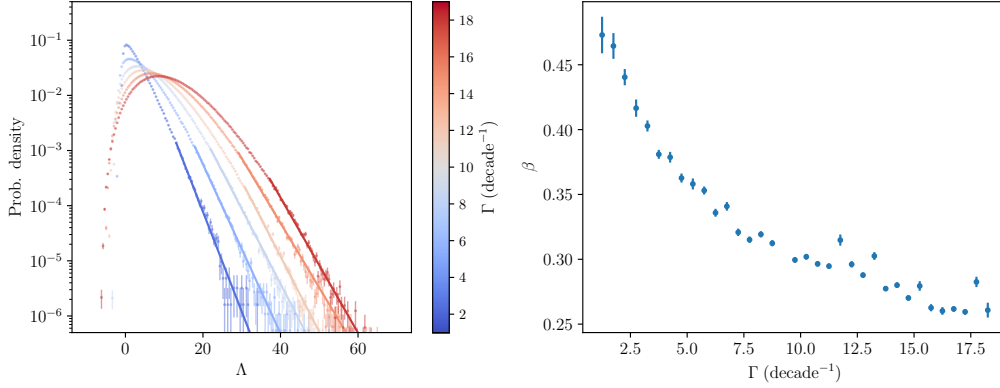 10⁻¹
10⁻²
10⁻³
10⁻⁴
10⁻⁵
10⁻⁶
Prob. density
0 20 40 60
Λ
18
16
14
12
10
8
6
4
2
Γ (decade⁻¹)
0.45
0.40
0.35
0.30
0.25
β
2.5 5.0 7.5 10.0 12.5 15.0 17.5
Γ (decade⁻¹)